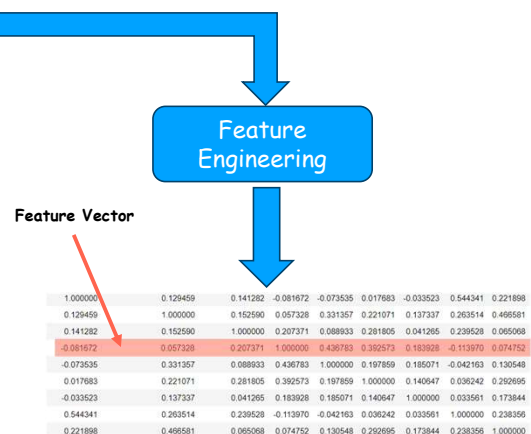 Feature
Engineering
Feature Vector
1.000000 0.129459 0.141282 -0.081672 -0.073535 0.017683 -0.033523 0.544341 0.221898
0.129459 1.000000 0.152590 0.057328 0.331357 0.221071 0.137337 0.263514 0.466581
0.141282 0.152590 1.000000 0.207371 0.088933 0.281805 0.041265 0.239528 0.065068
-0.081672 0.057328 0.207371 1.000000 0.436783 0.392573 0.183928 -0.113970 0.074752
-0.073535 0.331357 0.088933 0.436783 1.000000 0.197859 0.185071 -0.042163 0.130548
0.017683 0.221071 0.281805 0.392573 0.197859 1.000000 0.140647 0.036242 0.292695
-0.033523 0.137337 0.041265 0.183928 0.185071 0.140647 1.000000 0.033561 0.173844
0.544341 0.263514 0.239528 -0.113970 -0.042163 0.036242 0.033561 1.000000 0.238356
0.221898 0.466581 0.065068 0.074752 0.130548 0.292695 0.173844 0.238356 1.000000